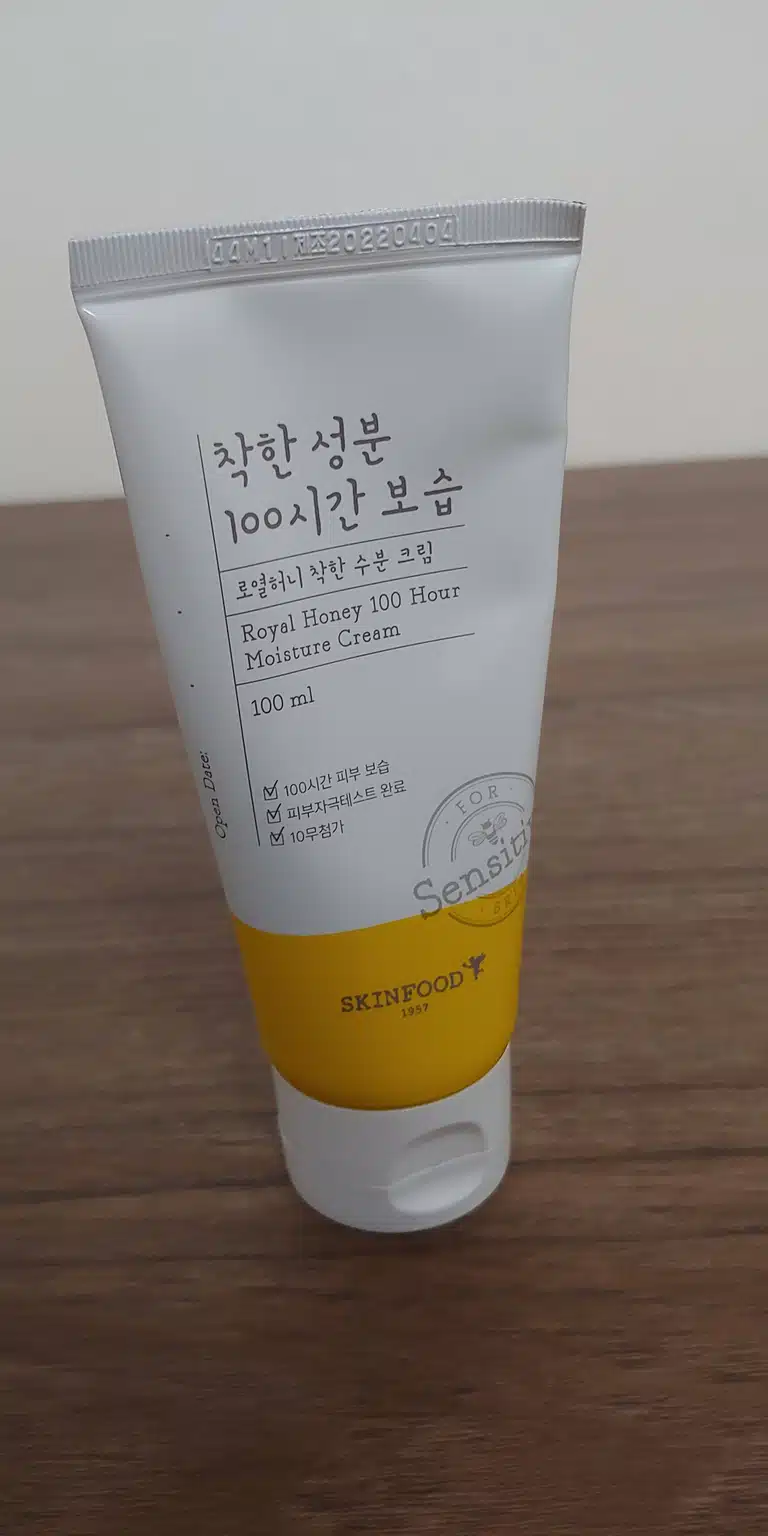 44M1 제조20220404
착한 성분
100시간 보습
로열허니 착한 수분 크림
Royal Honey 100 Hour
Moisture Cream
100 ml
Open Date:
100시간 피부 보습
피부자극테스트 완료
10무첨가
FOR
SKINFOOD
1957